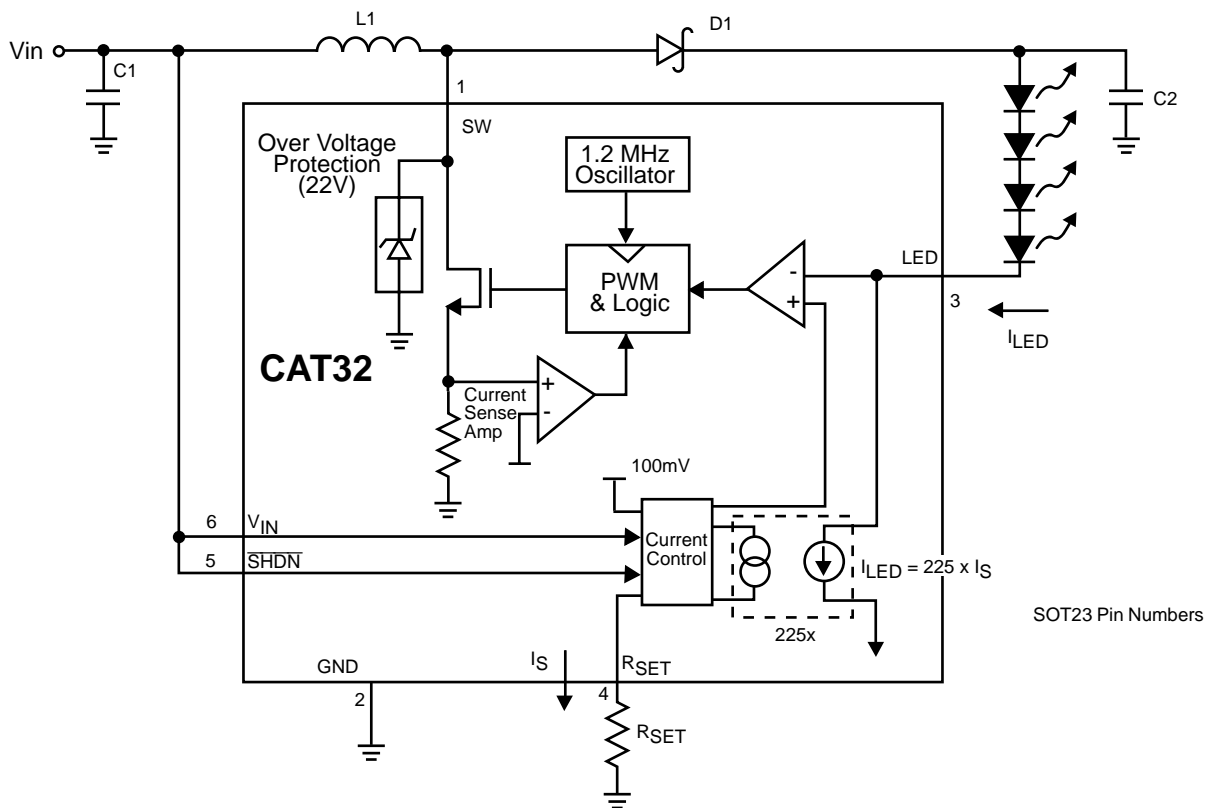 L1
D1
Vin
C1
C2
1
SW
Over Voltage
Protection
(22V)
1.2 MHz
Oscillator
PWM
& Logic
-
+
LED
3
ILED
CAT32
Current
Sense
Amp
+
-
100mV
6
VIN
5
SHDN
Current
Control
ILED = 225 x IS
225x
SOT23 Pin Numbers
GND
2
IS
RSET
4
RSET